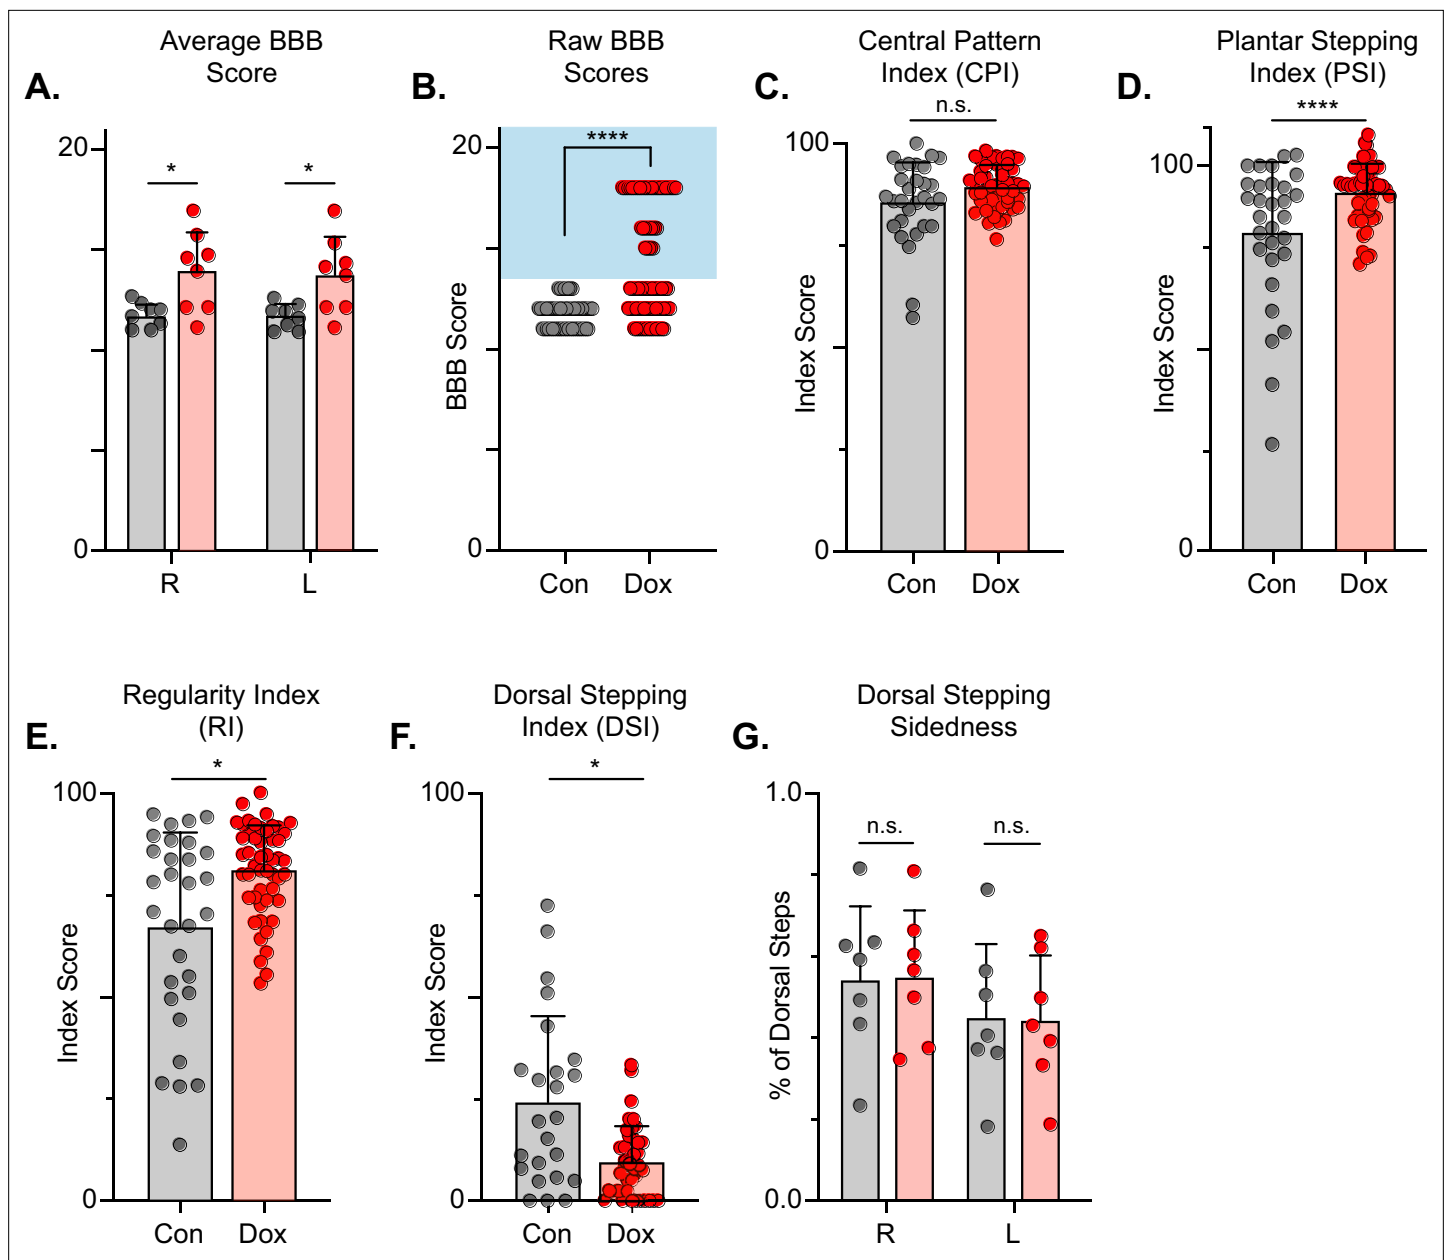 A.
Average BBB
Score
20
0
*
*
R
L
B.
Raw BBB
Scores
BBB Score
20
0
****
Con
Dox
C.
Central Pattern
Index (CPI)
n.s.
Index Score
100
0
Con
Dox
D.
Plantar Stepping
Index (PSI)
****
Index Score
100
0
Con
Dox
E.
Regularity Index
(RI)
*
Index Score
100
0
Con
Dox
F.
Dorsal Stepping
Index (DSI)
*
Index Score
100
0
Con
Dox
G.
Dorsal Stepping
Sidedness
% of Dorsal Steps
1.0
0.0
n.s.
n.s.
R
L